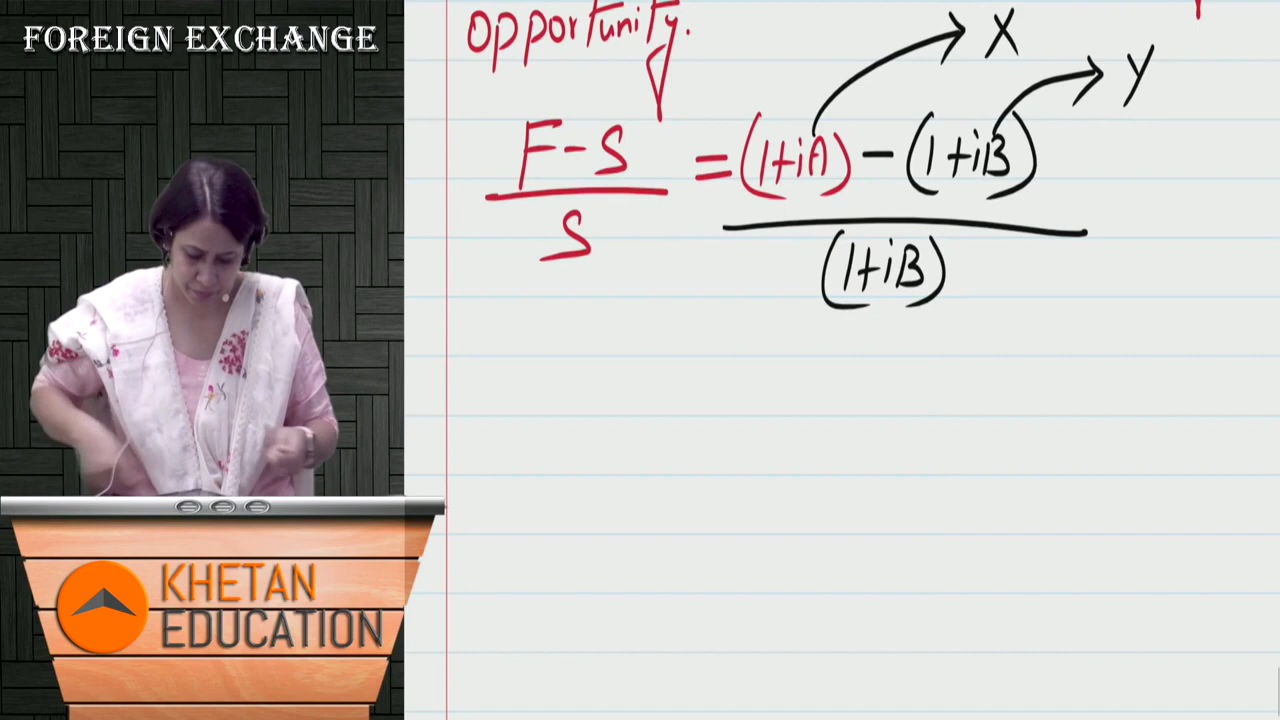 FOREIGN EXCHANGE
opportunity.
X
Y
F-S = (1+iA) - (1+iB)
S (1+iB)
KHETAN
EDUCATION